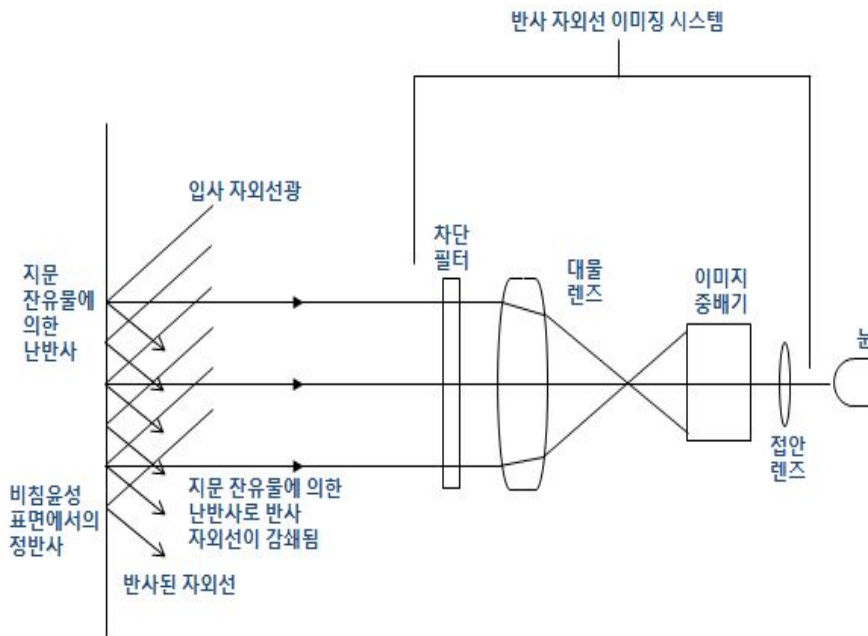 반사 자외선 이미징 시스템
입사 자외선광
차단
필터
대물
렌즈
이미지
중배기
눈
지문
잔유물에
의한
난반사
접안
렌즈
비침윤성
표면에서의
정반사
지문 잔유물에 의한
난반사로 반사
자외선이 감쇄됨
반사된 자외선